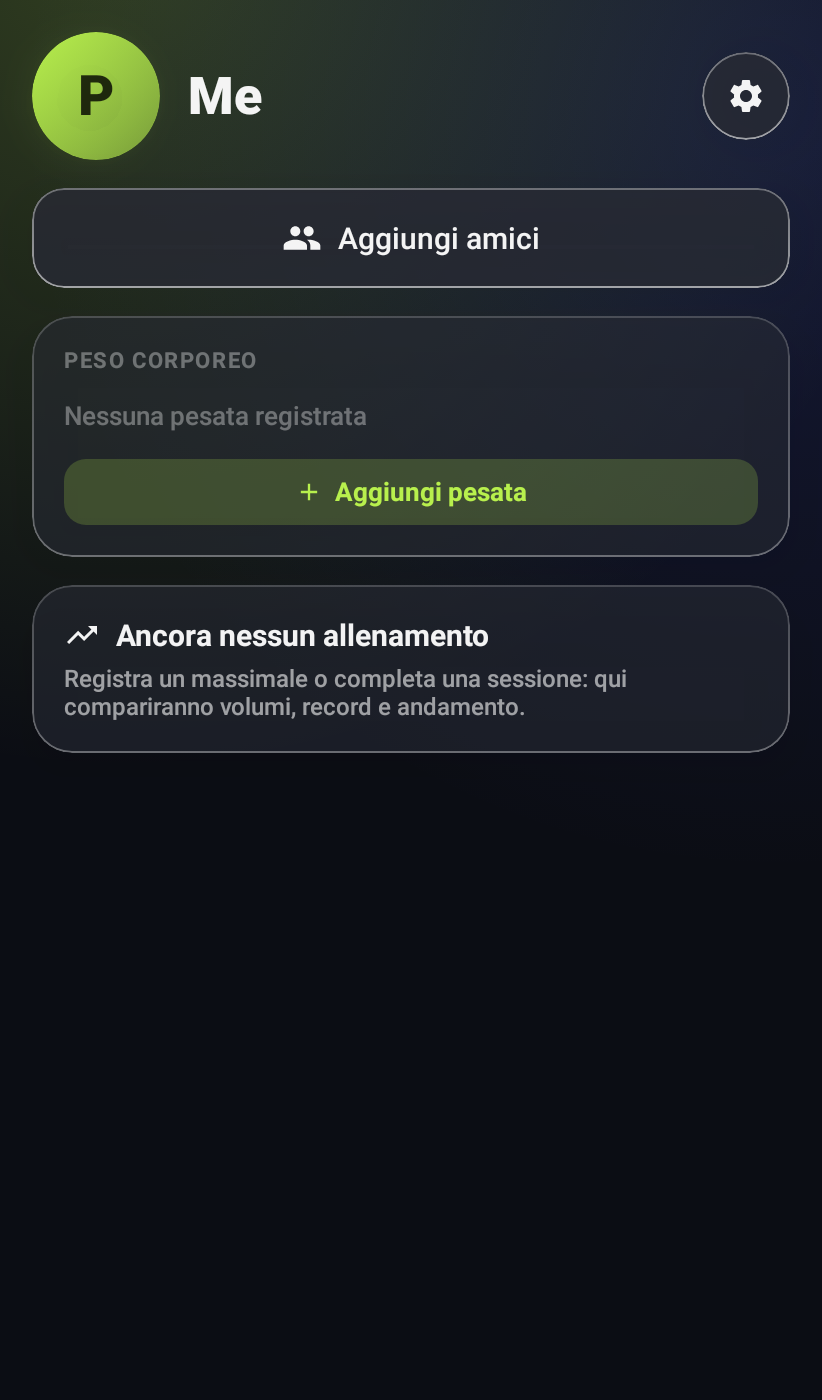 P
Me
Aggiungi amici
PESO CORPOREO
Nessuna pesata registrata
+ Aggiungi pesata
Ancora nessun allenamento
Registra un massimale o completa una sessione: qui
compariranno volumi, record e andamento.